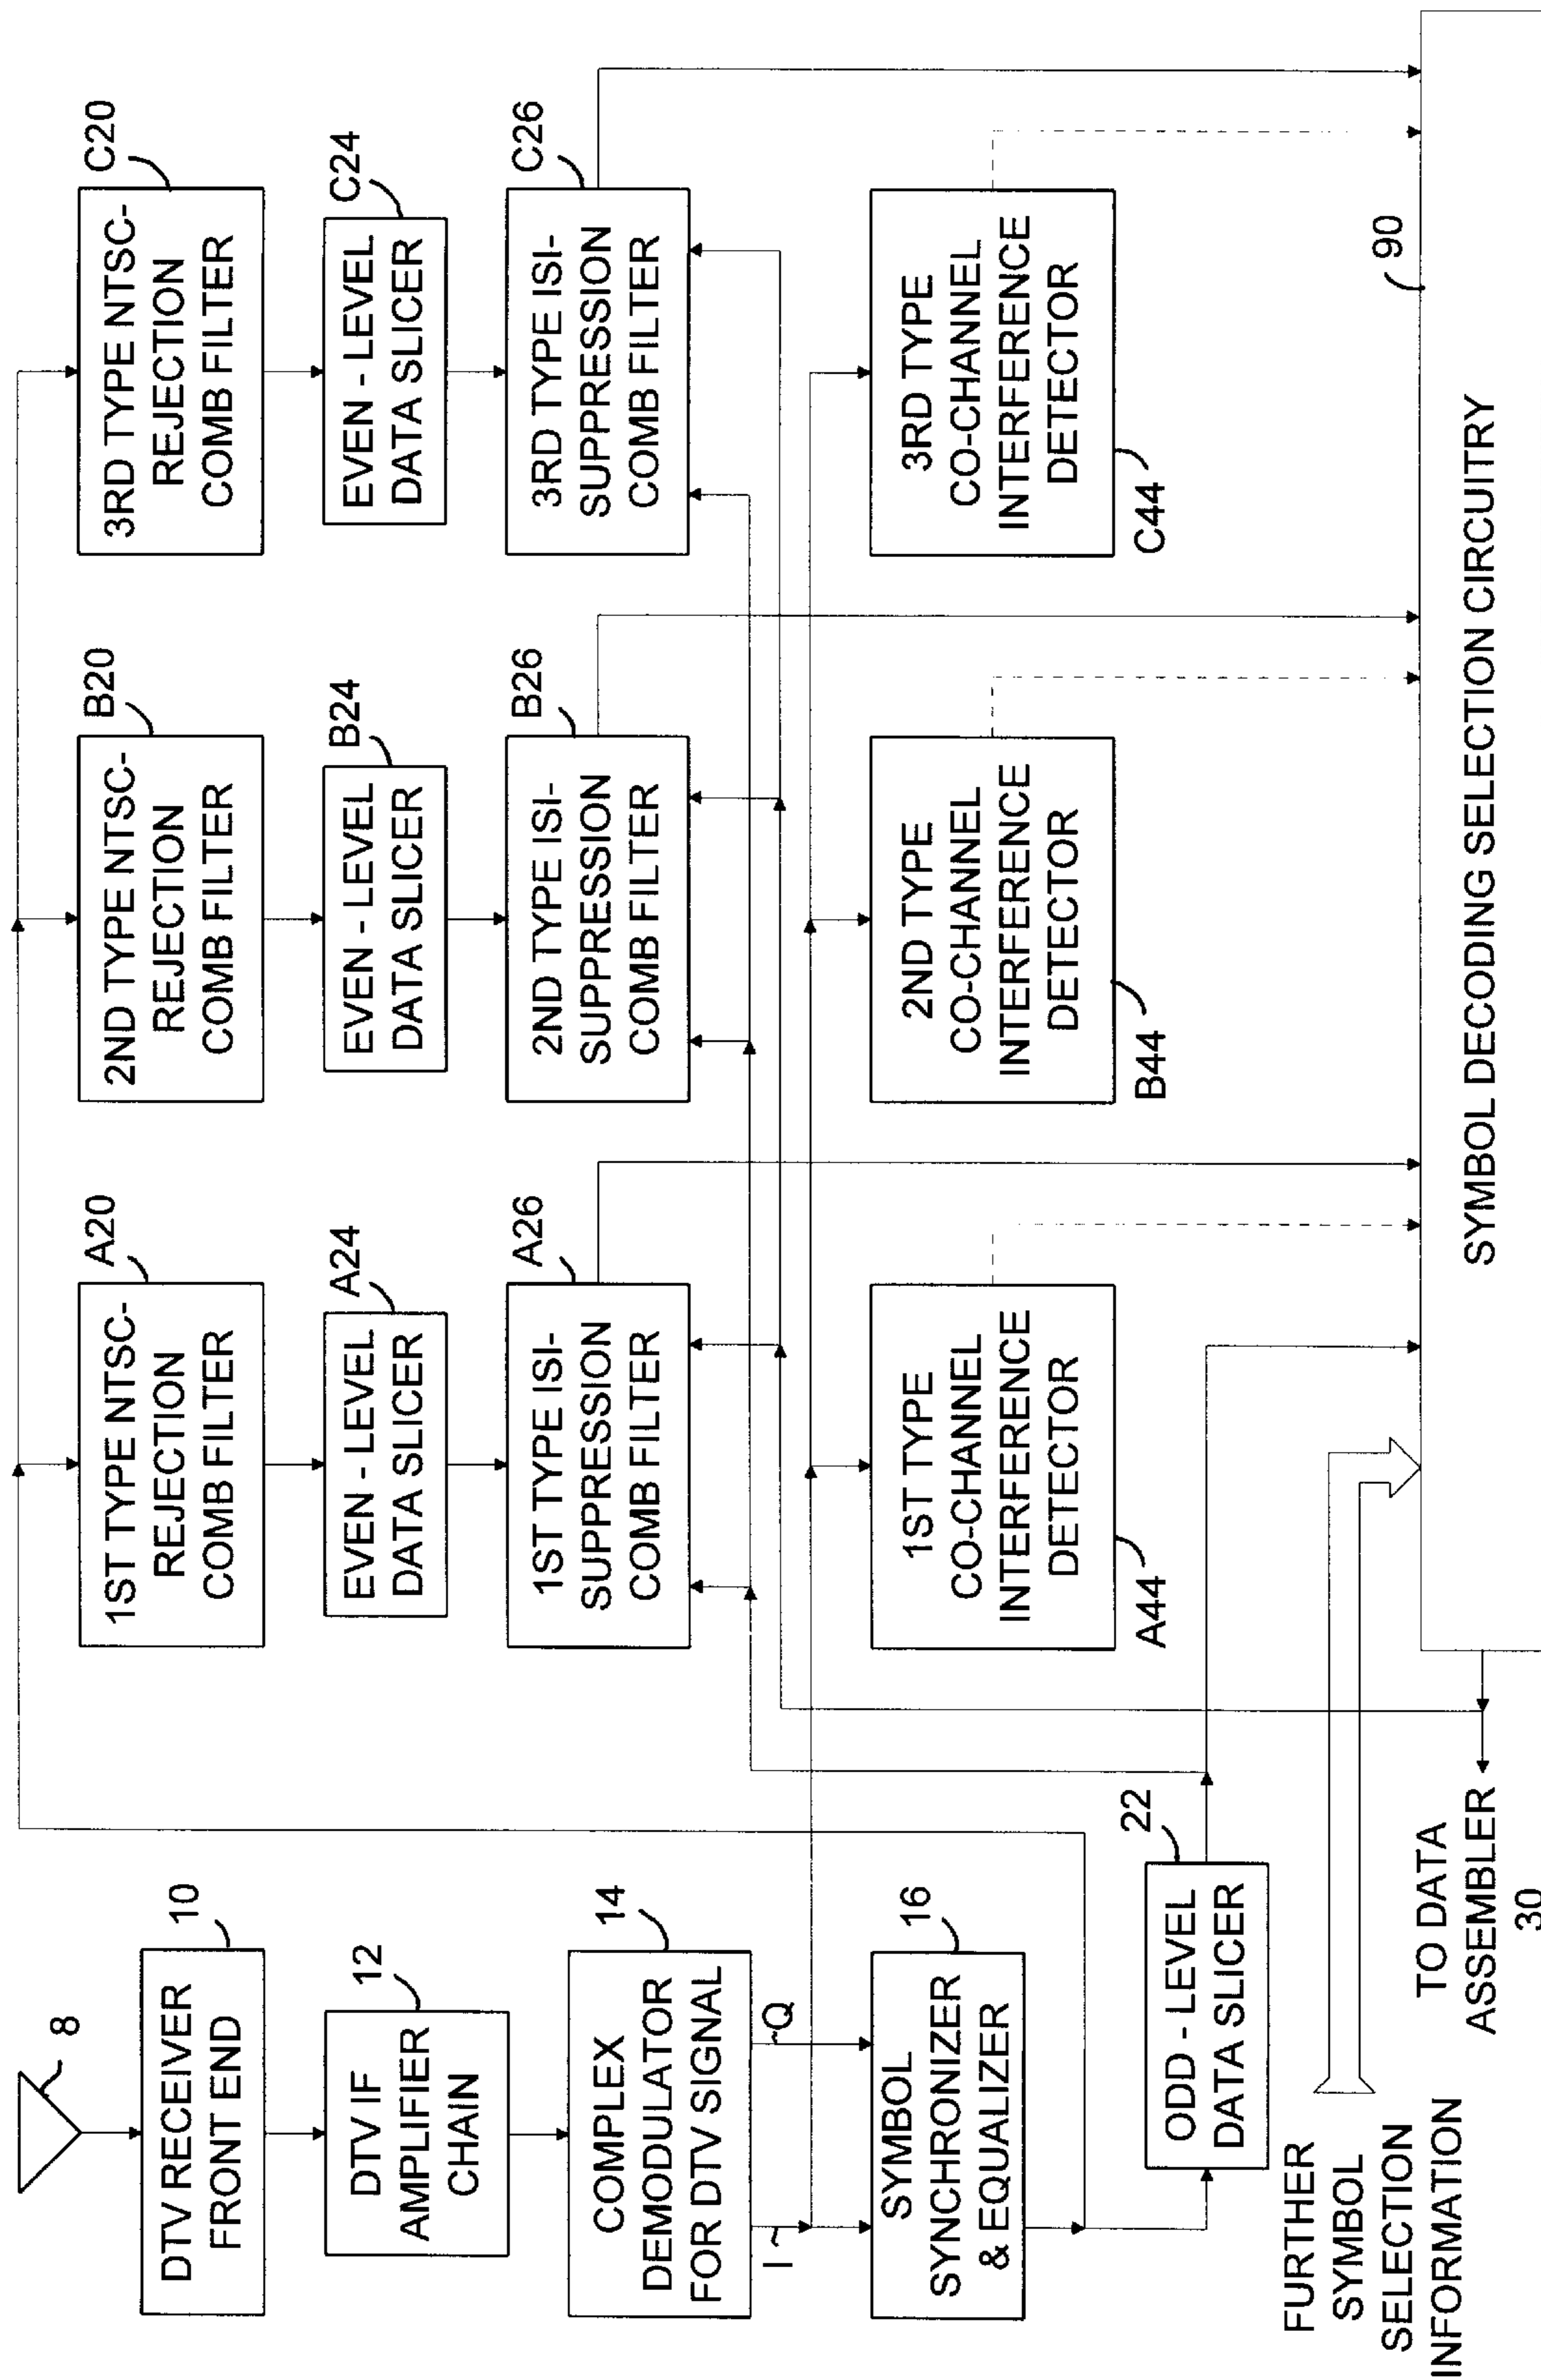 8
DTV RECEIVER
FRONT END
10
DTV IF
AMPLIFIER
CHAIN
12
COMPLEX
DEMODULATOR
FOR DTV SIGNAL
14
I
Q
SYMBOL
SYNCHRONIZER
& EQUALIZER
16
ODD - LEVEL
DATA SLICER
22
FURTHER
SYMBOL
SELECTION
INFORMATION
TO DATA
ASSEMBLER
30
1ST TYPE NTSC-
REJECTION
COMB FILTER
A20
EVEN - LEVEL
DATA SLICER
A24
1ST TYPE ISI-
SUPPRESSION
COMB FILTER
A26
1ST TYPE
CO-CHANNEL
INTERFERENCE
DETECTOR
A44
2ND TYPE NTSC-
REJECTION
COMB FILTER
B20
EVEN - LEVEL
DATA SLICER
B24
2ND TYPE ISI-
SUPPRESSION
COMB FILTER
B26
2ND TYPE
CO-CHANNEL
INTERFERENCE
DETECTOR
B44
3RD TYPE NTSC-
REJECTION
COMB FILTER
C20
EVEN - LEVEL
DATA SLICER
C24
3RD TYPE ISI-
SUPPRESSION
COMB FILTER
C26
3RD TYPE
CO-CHANNEL
INTERFERENCE
DETECTOR
C44
90
SYMBOL DECODING SELECTION CIRCUITRY